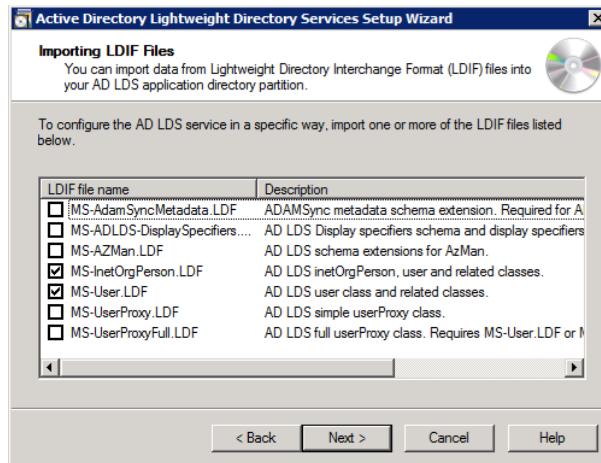 Active Directory Lightweight Directory Services Setup Wizard
Importing LDIF Files
You can import data from Lightweight Directory Interchange Format (LDIF) files into
your AD LDS application directory partition.
To configure the AD LDS service in a specific way, import one or more of the LDIF files listed
below.
LDIF file name Description
MS-AdamSyncMetadata.LDF ADAMSync metadata schema extension. Required for A
MS-ADLDS-DisplaySpecifiers.... AD LDS Display specifiers schema and display specifiers
MS-AZMan.LDF AD LDS schema extensions for AzMan.
MS-InetOrgPerson.LDF AD LDS inetOrgPerson, user and related classes.
MS-User.LDF AD LDS user class and related classes.
MS-UserProxy.LDF AD LDS simple userProxy class.
MS-UserProxyFull.LDF AD LDS full userProxy class. Requires MS-User.LDF or
< Back Next > Cancel Help